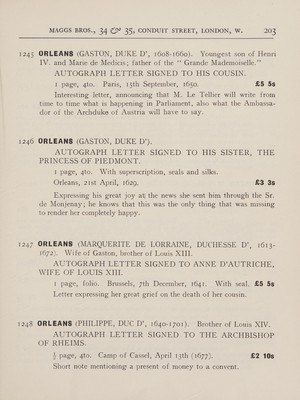 MAGGS BROS., 34 & 35, CONDUIT STREET, LONDON, W. 203
1245 ORLEANS (GASTON, DUKE D', 1608-1660). Youngest son of Henri
IV. and Marie de Medicis; father of the "Grande Mademoiselle."
AUTOGRAPH LETTER SIGNED TO HIS COUSIN.
1 page, 4to. Paris, 15th September, 1650. £5 5s
Interesting letter, announcing that M. Le Tellier will write from
time to time what is happening in Parliament, also what the Ambassa-
dor of the Archduke of Austria will have to say.
1246 ORLEANS (GASTON, DUKE D').
AUTOGRAPH LETTER SIGNED TO HIS SISTER, THE
PRINCESS OF PIEDMONT.
1 page, 4to. With superscription, seals and silks.
Orleans, 21st April, 1629. £3 3s
Expressing his great joy at the news she sent him through the Sr.
de Monjenay; he knows that this was the only thing that was missing
to render her completely happy.
1247 ORLEANS (MARQUERITE DE LORRAINE, DUCHESSE D', 1613-
1672). Wife of Gaston, brother of Louis XIII.
AUTOGRAPH LETTER SIGNED TO ANNE D'AUTRICHE,
WIFE OF LOUIS XIII.
1 page, folio. Brussels, 7th December, 1641. With seal. £5 5s
Letter expressing her great grief on the death of her cousin.
1248 ORLEANS (PHILIPPE, DUC D', 1640-1701). Brother of Louis XIV.
AUTOGRAPH LETTER SIGNED TO THE ARCHBISHOP
OF RHEIMS.
page, 4to. Camp of Cassel, April 13th (1677). £2 10s
Short note mentioning a present of money to a convent.